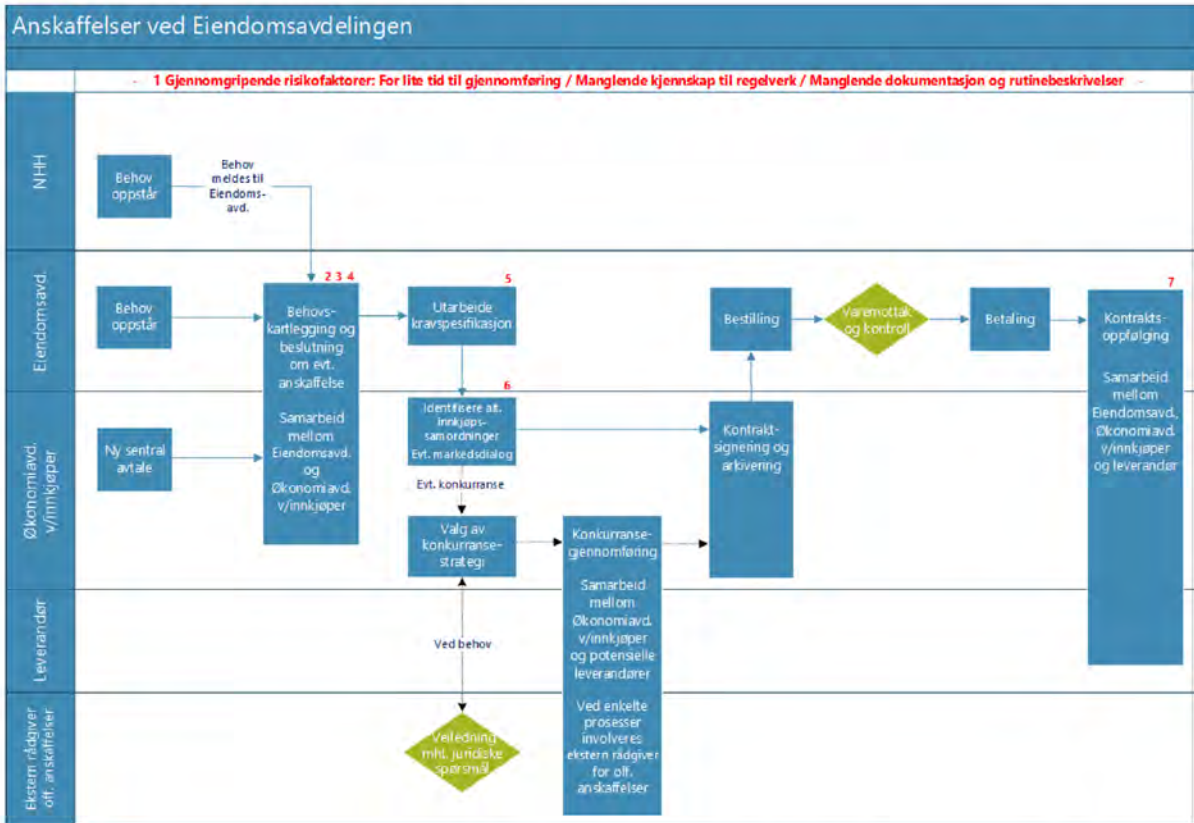 Anskaffelser ved Eiendomsavdelingen
- 1 Gjennomgripende risikofaktorer: For lite tid til gjennomføring / Manglende kjennskap til regelverk / Manglende dokumentasjon og rutinebeskrivelser -
NHH
Behov
oppstår
Behov
meldes til
Eiendoms-
avd.
Eiendomsavd.
Behov
oppstår
2 3 4
Behovs-
kartlegging og
beslutning
om evt.
anskaffelse
Samarbeid
mellom
Eiendomsavd.
og
Økonomiavd.
v/innkjøper
5
Utarbeide
kravspesifikasjon
Bestilling
Varemottak
og kontroll
Betaling
7
Kontrakts-
oppfølging
Samarbeid
mellom
Eiendomsavd.,
Økonomiavd.
v/innkjøper
og leverandør
Økonomiavd.
v/innkjøper
Ny sentral
avtale
6
Identifisere alt.
innkjøps-
samordninger
Evt. markedsdialog
Evt. konkurranse
Valg av
konkurranse-
strategi
Kontrakt-
signering og
arkivering
Konkurranse-
gjennomføring
Samarbeid
mellom
Økonomiavd.
v/innkjøper
og potensielle
leverandører
Ved enkelte
prosesser
involveres
ekstern rådgiver
for off.
anskaffelser
Leverandør
Ved behov
Ekstern rådgiver
off. anskaffelser
Veiledning
mht. juridiske
spørsmål